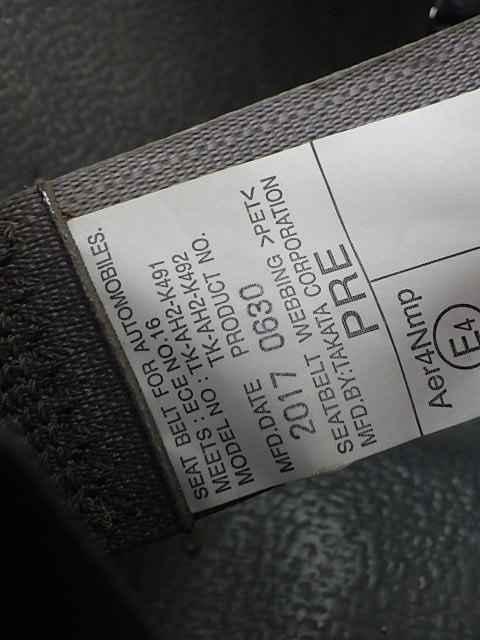 SEAT BELT FOR AUTOMOBILES.
MEETS : ECE NO.16
MODEL NO : TK-AH2-K491
TK-AH2-K492
MFD.DATE PRODUCT NO.
2017 0630
SEATBELT WEBBING >PET<
MFD.BY:TAKATA CORPORATION
PRE
Aer4Nmp
E4